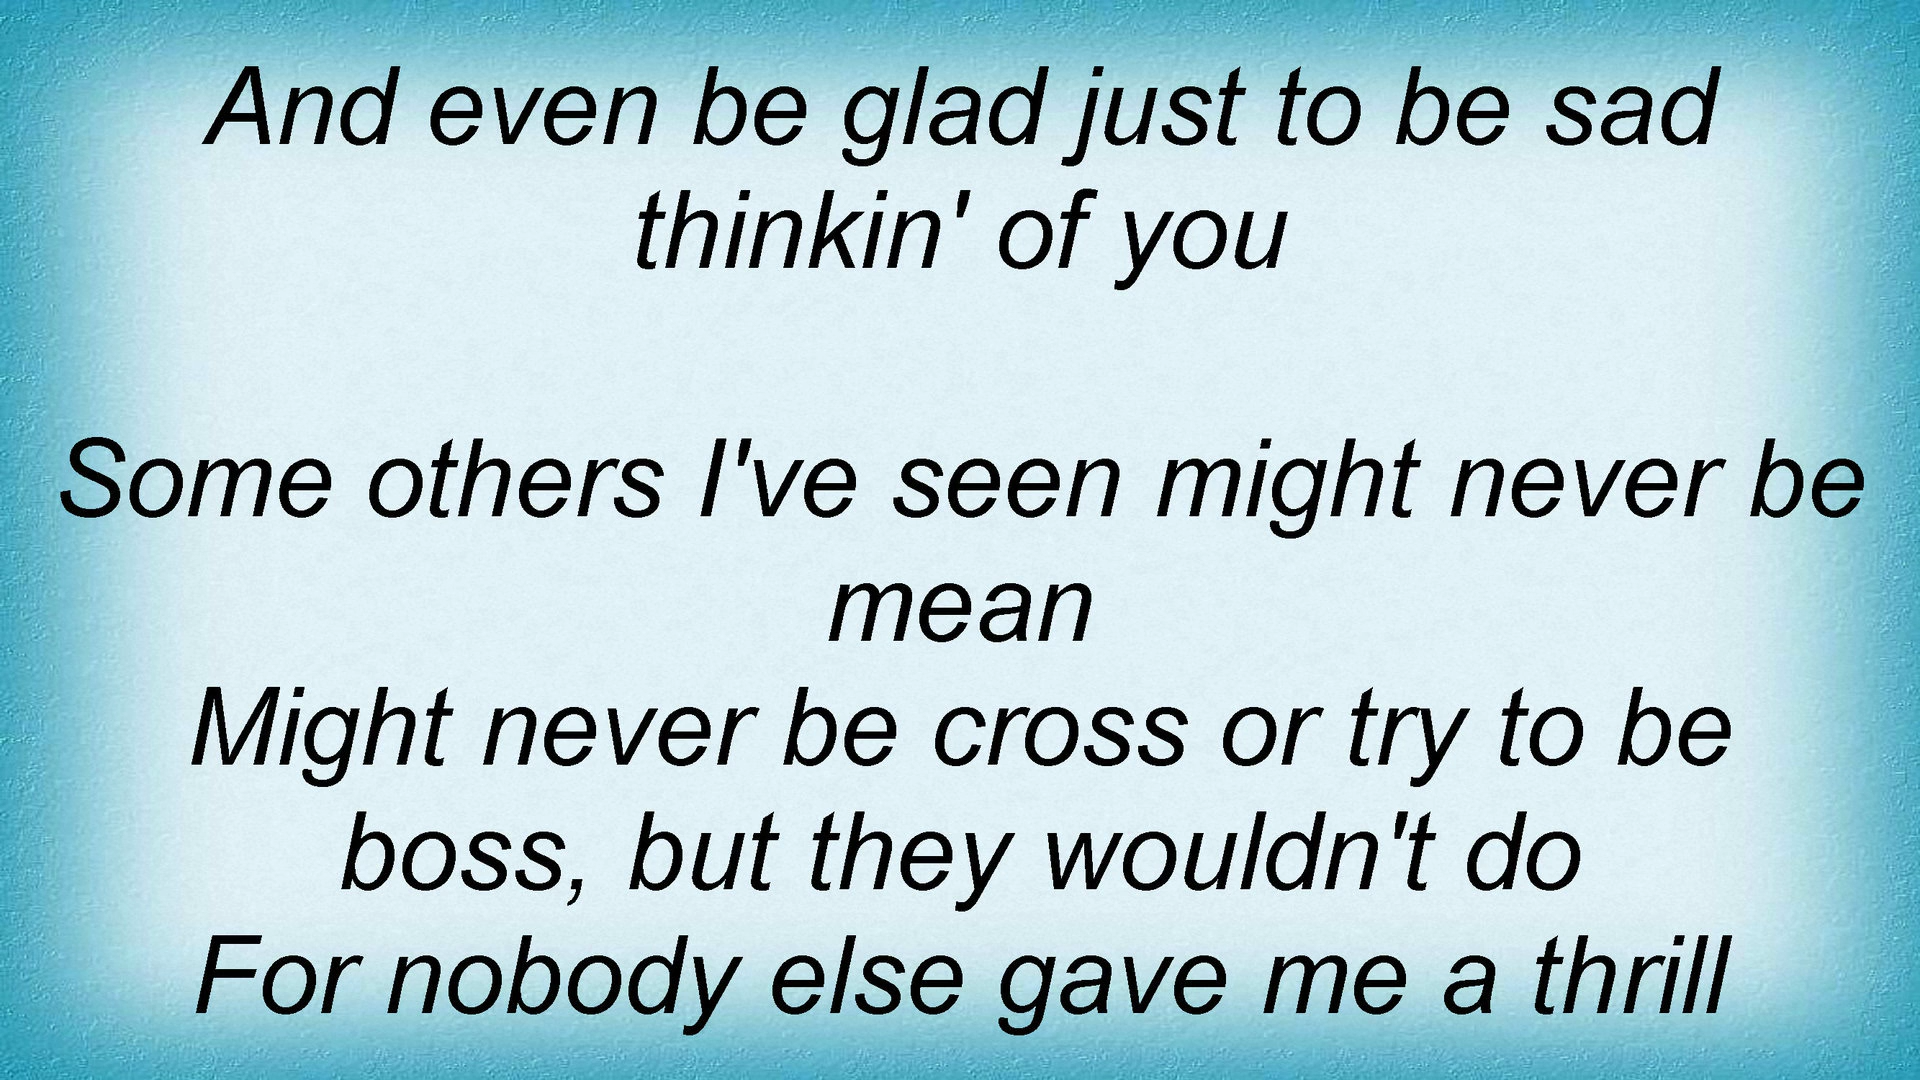 And even be glad just to be sad
thinkin' of you
Some others I've seen might never be
mean
Might never be cross or try to be
boss, but they wouldn't do
For nobody else gave me a thrill